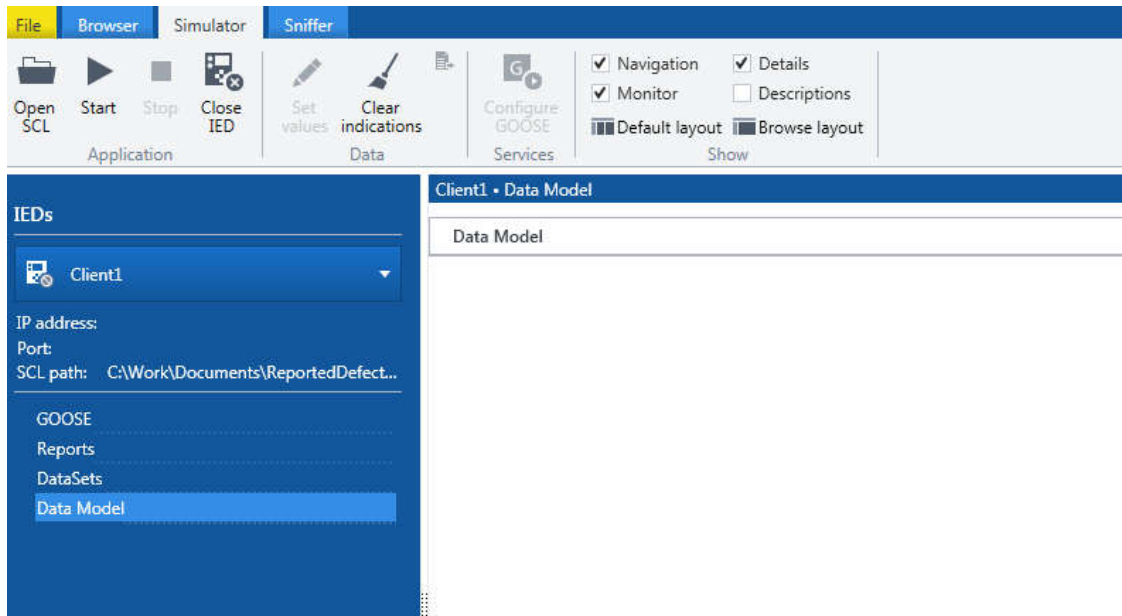 File Browser Simulator Sniffer
Open SCL Start Stop Close IED Set values Clear indications Configure GOOSE
Navigation Details
Monitor Descriptions
Default layout Browse layout
Application Data Services Show
IEDs
Client1
IP address:
Port:
SCL path: C:\Work\Documents\ReportedDefect...
GOOSE
Reports
DataSets
Data Model
Client1 • Data Model
Data Model